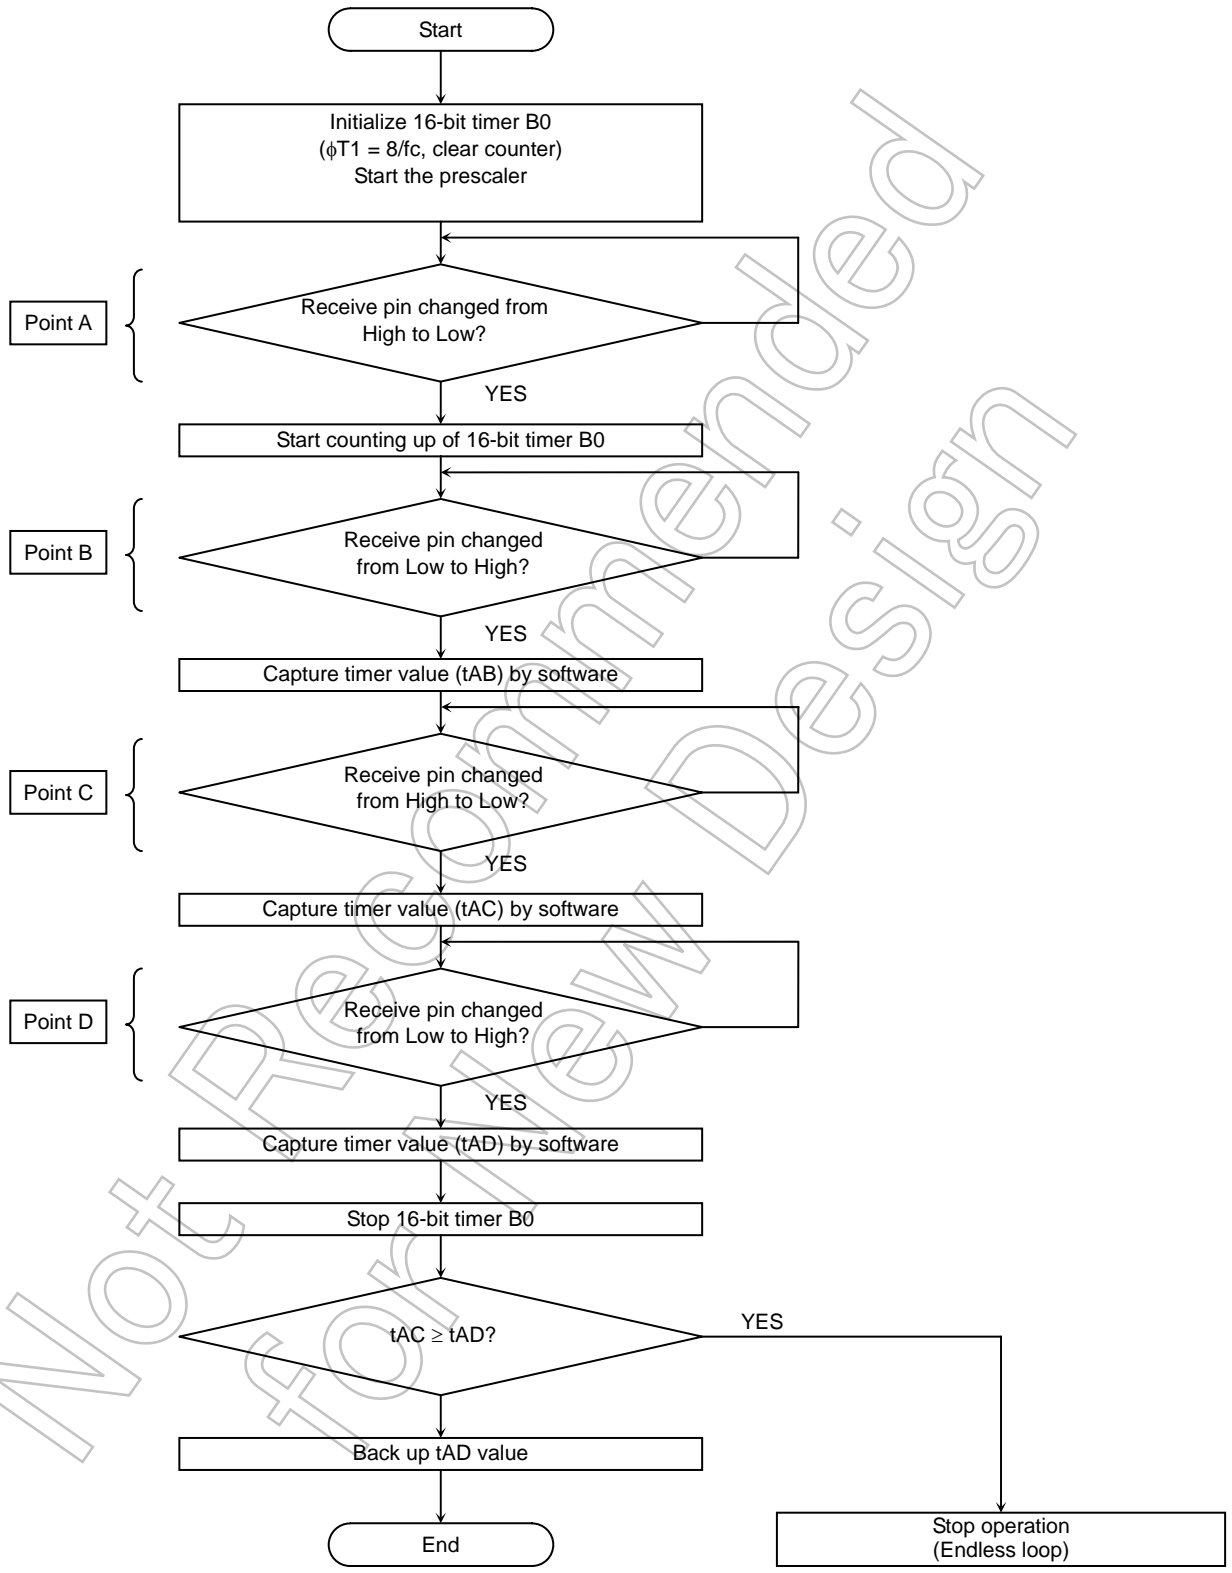 Start
Initialize 16-bit timer B0
(ϕT1 = 8/fc, clear counter)
Start the prescaler
Point A
Receive pin changed from
High to Low?
YES
Start counting up of 16-bit timer B0
Point B
Receive pin changed
from Low to High?
YES
Capture timer value (tAB) by software
Point C
Receive pin changed
from High to Low?
YES
Capture timer value (tAC) by software
Point D
Receive pin changed
from Low to High?
YES
Capture timer value (tAD) by software
Stop 16-bit timer B0
tAC ≥ tAD?
YES
Back up tAD value
End
Stop operation
(Endless loop)
Not Recommended
for New Design